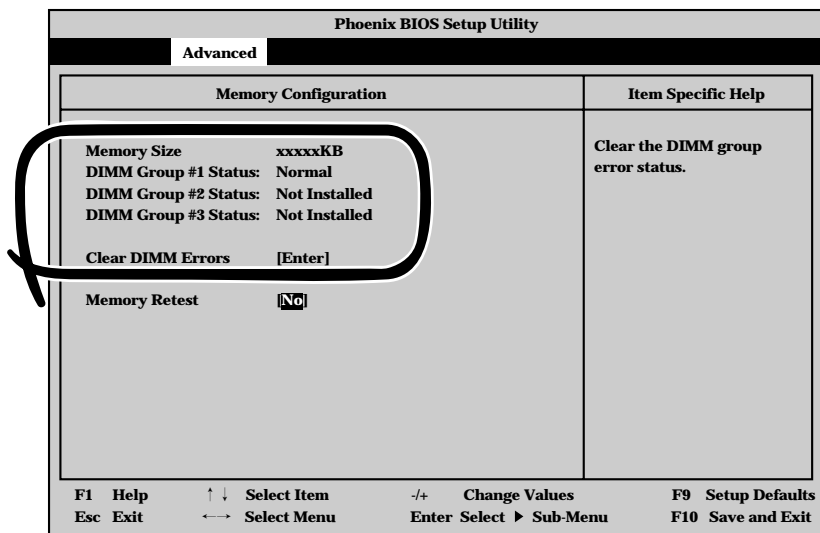 Phoenix BIOS Setup Utility
Advanced
Memory Configuration
Item Specific Help
Memory Size xxxxxKB
DIMM Group #1 Status: Normal
DIMM Group #2 Status: Not Installed
DIMM Group #3 Status: Not Installed
Clear DIMM Errors [Enter]
Memory Retest [No]
Clear the DIMM group
error status.
F1 Help ↑ ↓ Select Item -/+ Change Values F9 Setup Defaults
Esc Exit ←→ Select Menu Enter Select ▶ Sub-Menu F10 Save and Exit